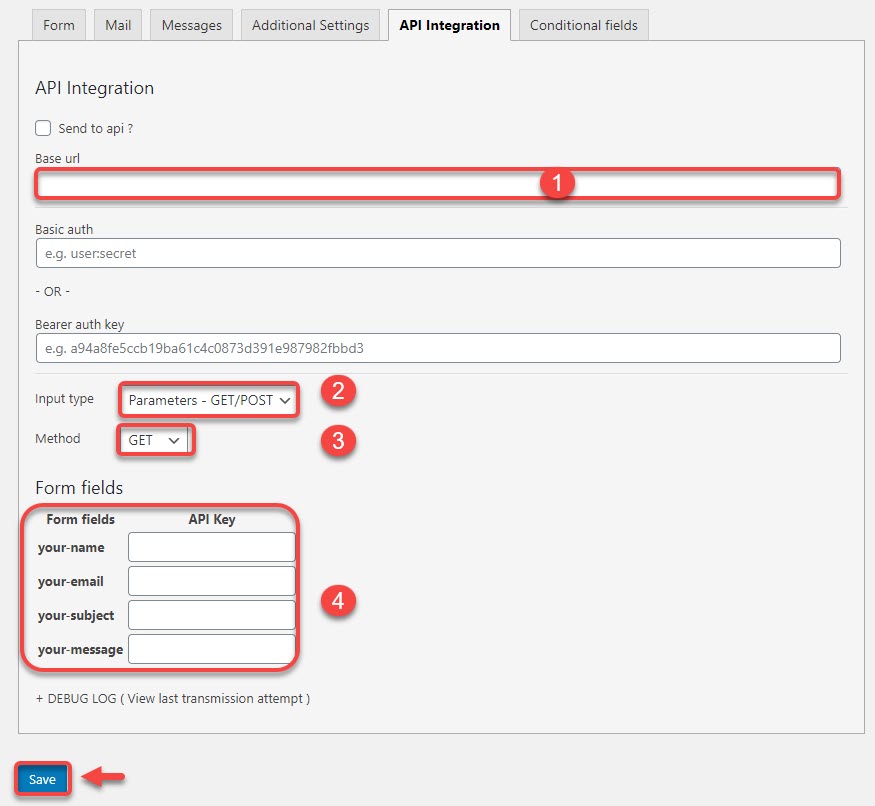 Form Mail Messages Additional Settings API Integration Conditional fields
API Integration
Send to api ?
Base url
1
Basic auth
e.g. user:secret
- OR -
Bearer auth key
e.g. a94a8fe5ccb19ba61c4c0873d391e987982fbbd3
Input type Parameters - GET/POST 2
Method GET 3
Form fields
Form fields API Key
your-name
your-email
your-subject
your-message
4
+ DEBUG LOG ( View last transmission attempt )
Save